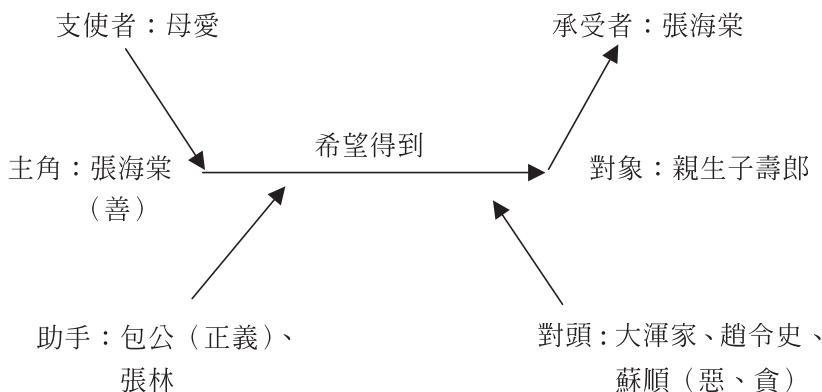 支使者：母愛
承受者：張海棠
希望得到
主角：張海棠
（善）
對象：親生子壽郎
助手：包公（正義）、
張林
對頭：大渾家、趙令史、
蘇順（惡、貪）